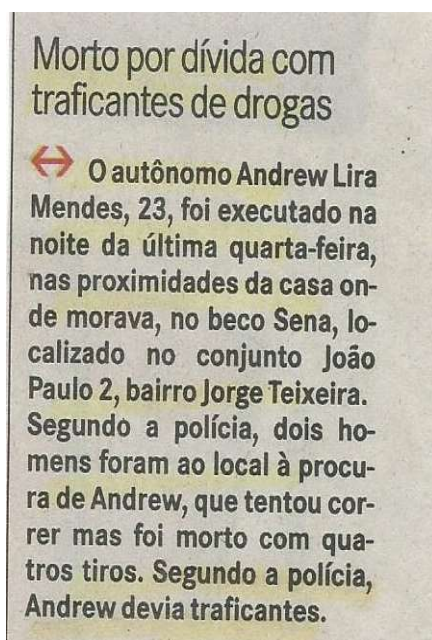 Morto por dívida com
traficantes de drogas
O autônomo Andrew Lira
Mendes, 23, foi executado na
noite da última quarta-feira,
nas proximidades da casa on-
de morava, no beco Sena, lo-
calizado no conjunto João
Paulo 2, bairro Jorge Teixeira.
Segundo a polícia, dois ho-
mens foram ao local à procu-
ra de Andrew, que tentou cor-
rer mas foi morto com qua-
tros tiros. Segundo a polícia,
Andrew devia traficantes.